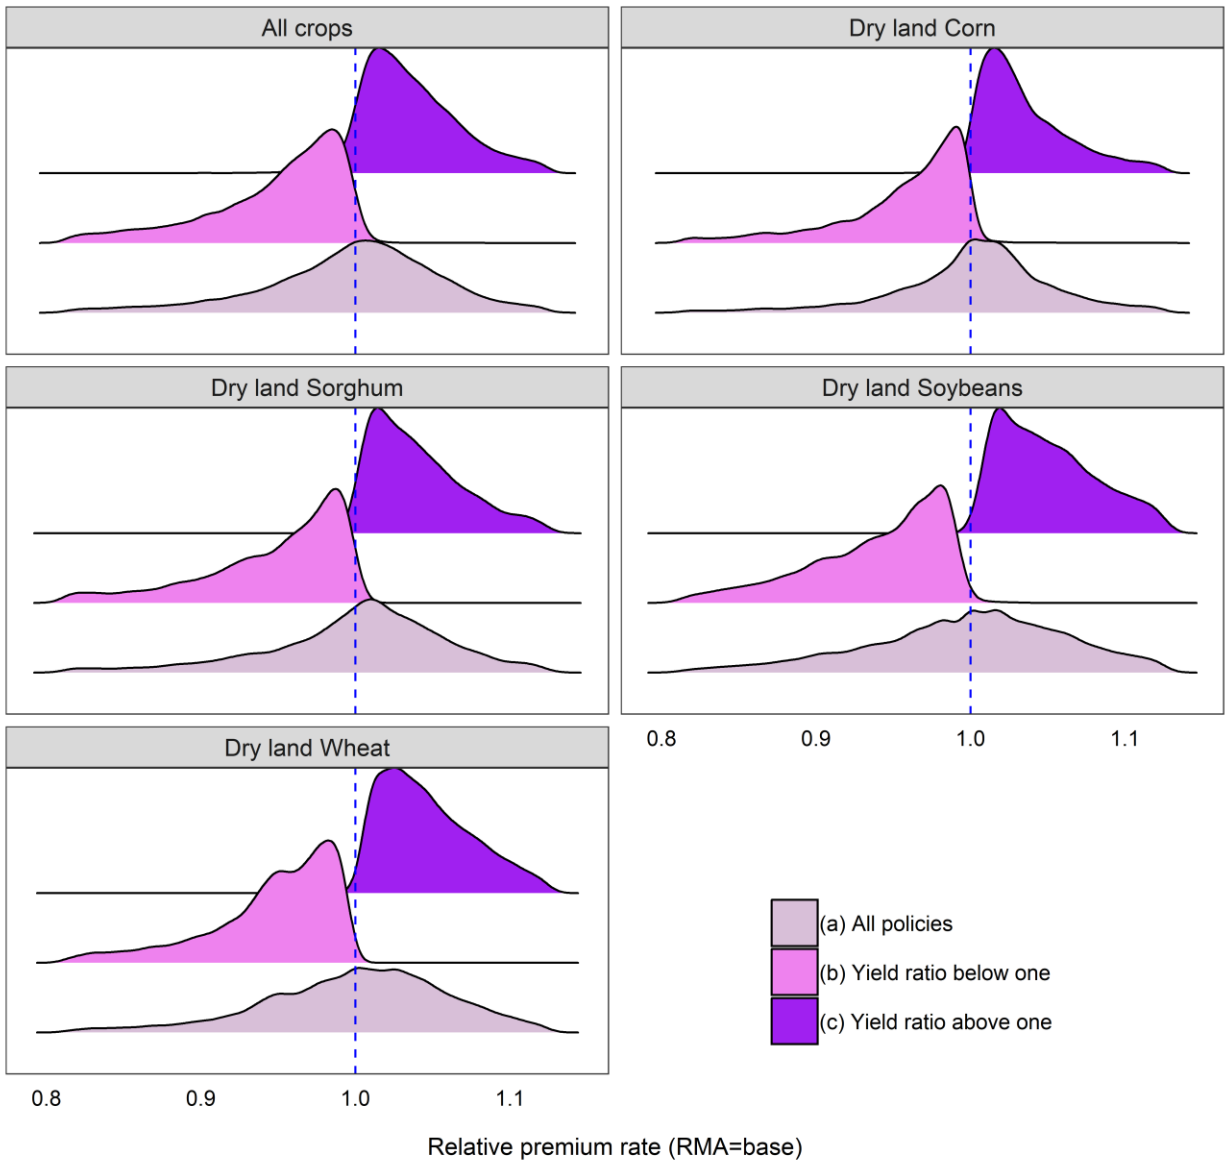 All crops
Dry land Corn
Dry land Sorghum
Dry land Soybeans
0.8 0.9 1.0 1.1
Dry land Wheat
(a) All policies
(b) Yield ratio below one
(c) Yield ratio above one
0.8 0.9 1.0 1.1
Relative premium rate (RMA=base)